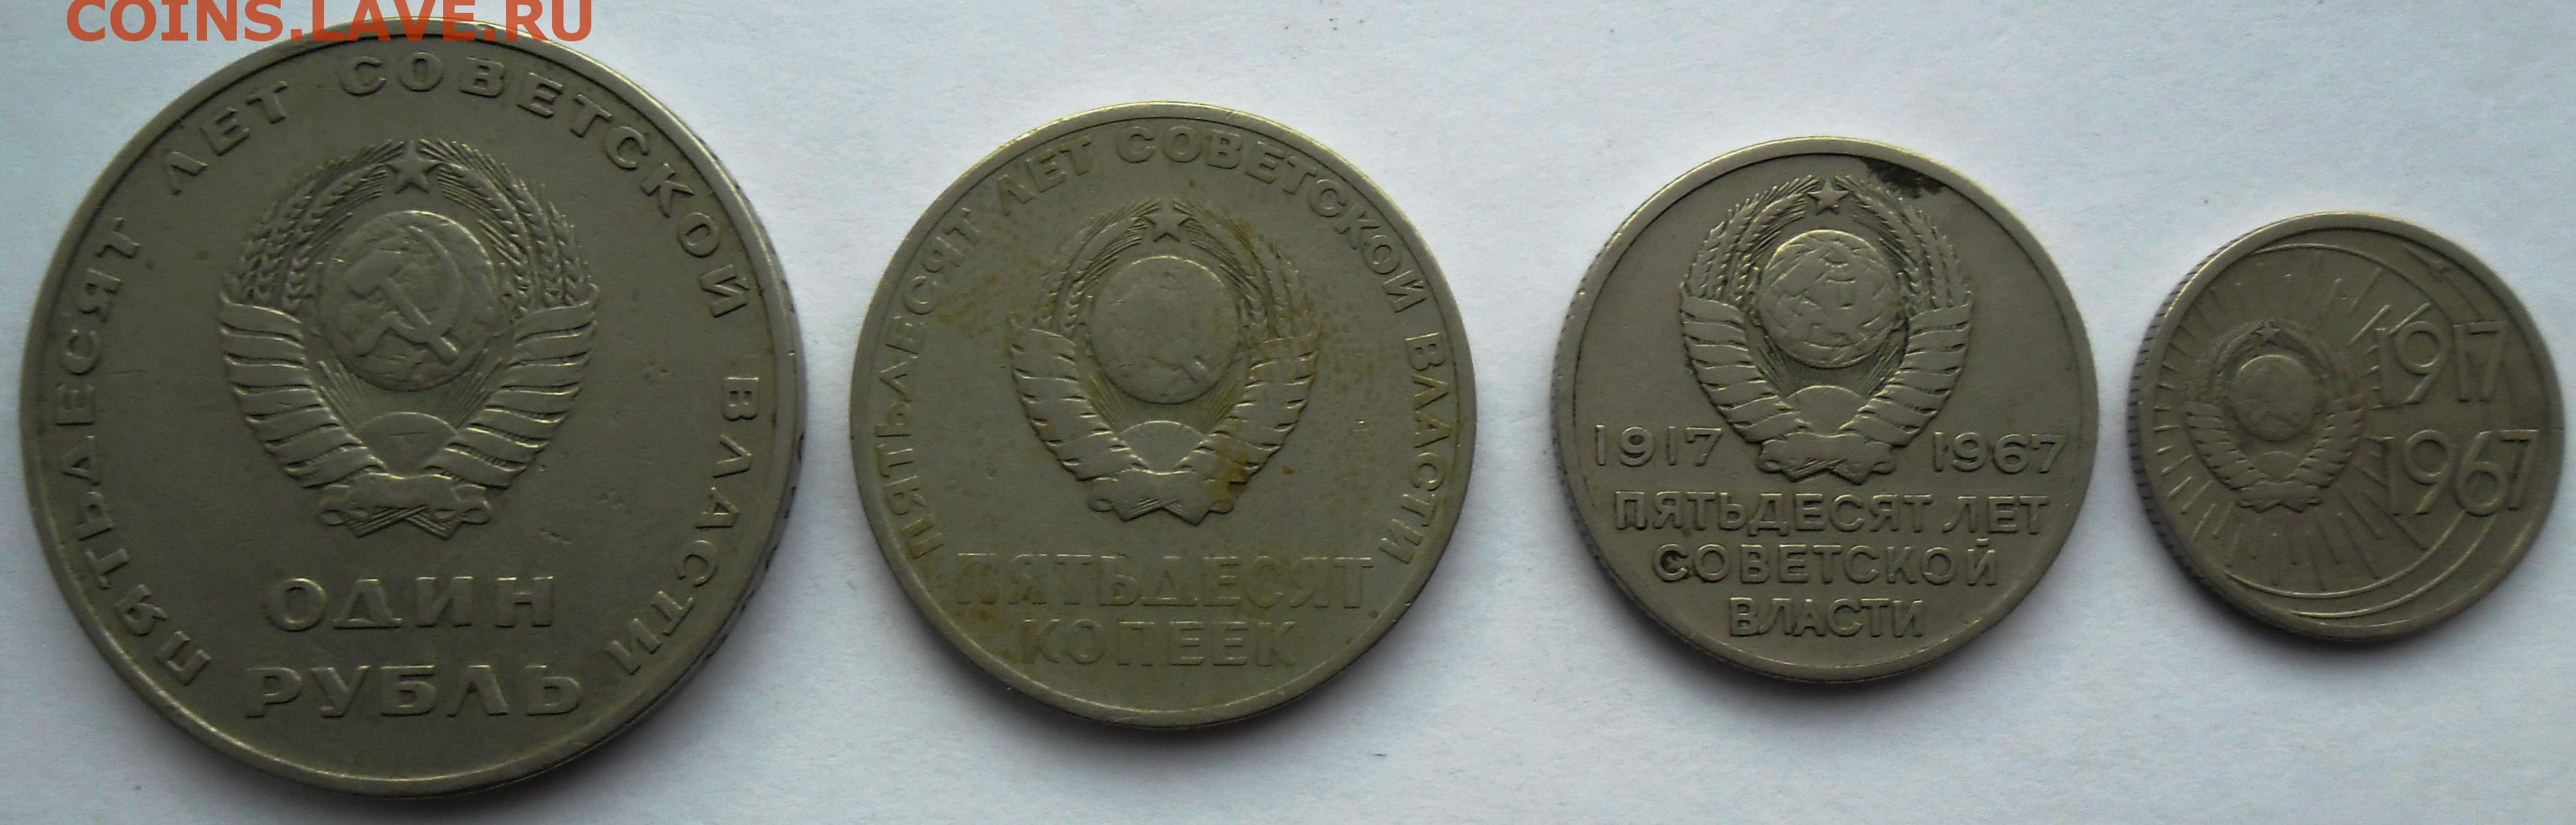 COINS.LAVE.RU
ПЯТЬДЕСЯТ ЛЕТ СОВЕТСКОЙ ВЛАСТИ
ОДИН
РУБЛЬ
ПЯТЬДЕСЯТ ЛЕТ СОВЕТСКОЙ ВЛАСТИ
ПЯТЬДЕСЯТ
КОПЕЕК
1917 1967
ПЯТЬДЕСЯТ ЛЕТ
СОВЕТСКОЙ
ВЛАСТИ
1917
1967